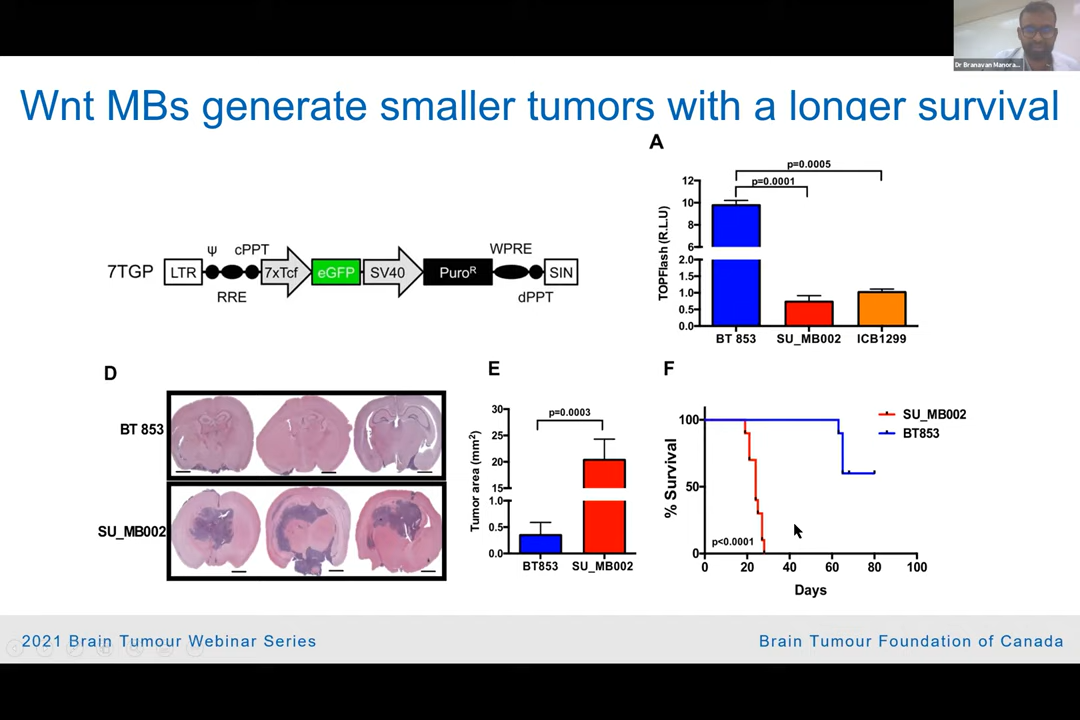 Dr Branavan Manora...
Wnt MBs generate smaller tumors with a longer survival
7TGP
LTR
Ψ
RRE
cPPT
7xTcf
eGFP
SV40
Puroᴿ
WPRE
dPPT
SIN
A
p=0.0005
p=0.0001
TOPFlash (R.L.U)
12
10
8
6
2.0
1.5
1.0
0.5
0.0
BT 853
SU_MB002
ICB1299
D
BT 853
SU_MB002
E
p=0.0003
Tumor area (mm²)
30
25
20
15
1.0
0.5
0.0
BT853
SU_MB002
F
SU_MB002
BT853
% Survival
100
50
0
p<0.0001
0
20
40
60
80
100
Days
2021 Brain Tumour Webinar Series
Brain Tumour Foundation of Canada